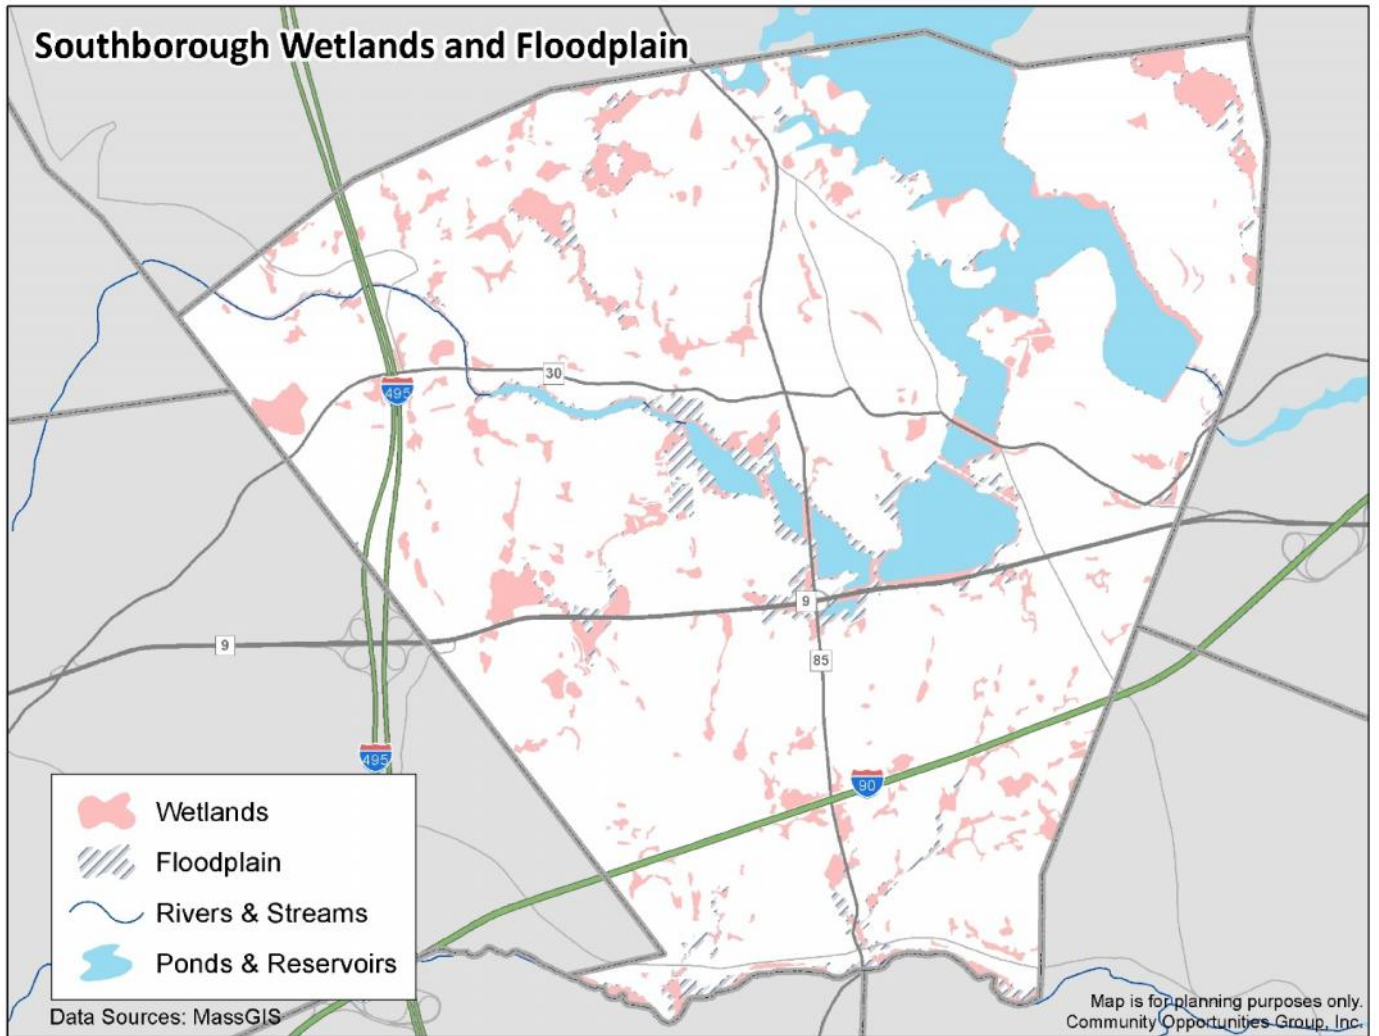 Southborough Wetlands and Floodplain
30
495
9
9
85
495
90
Wetlands
Floodplain
Rivers & Streams
Ponds & Reservoirs
Data Sources: MassGIS
Map is for planning purposes only.
Community Opportunities Group, Inc.